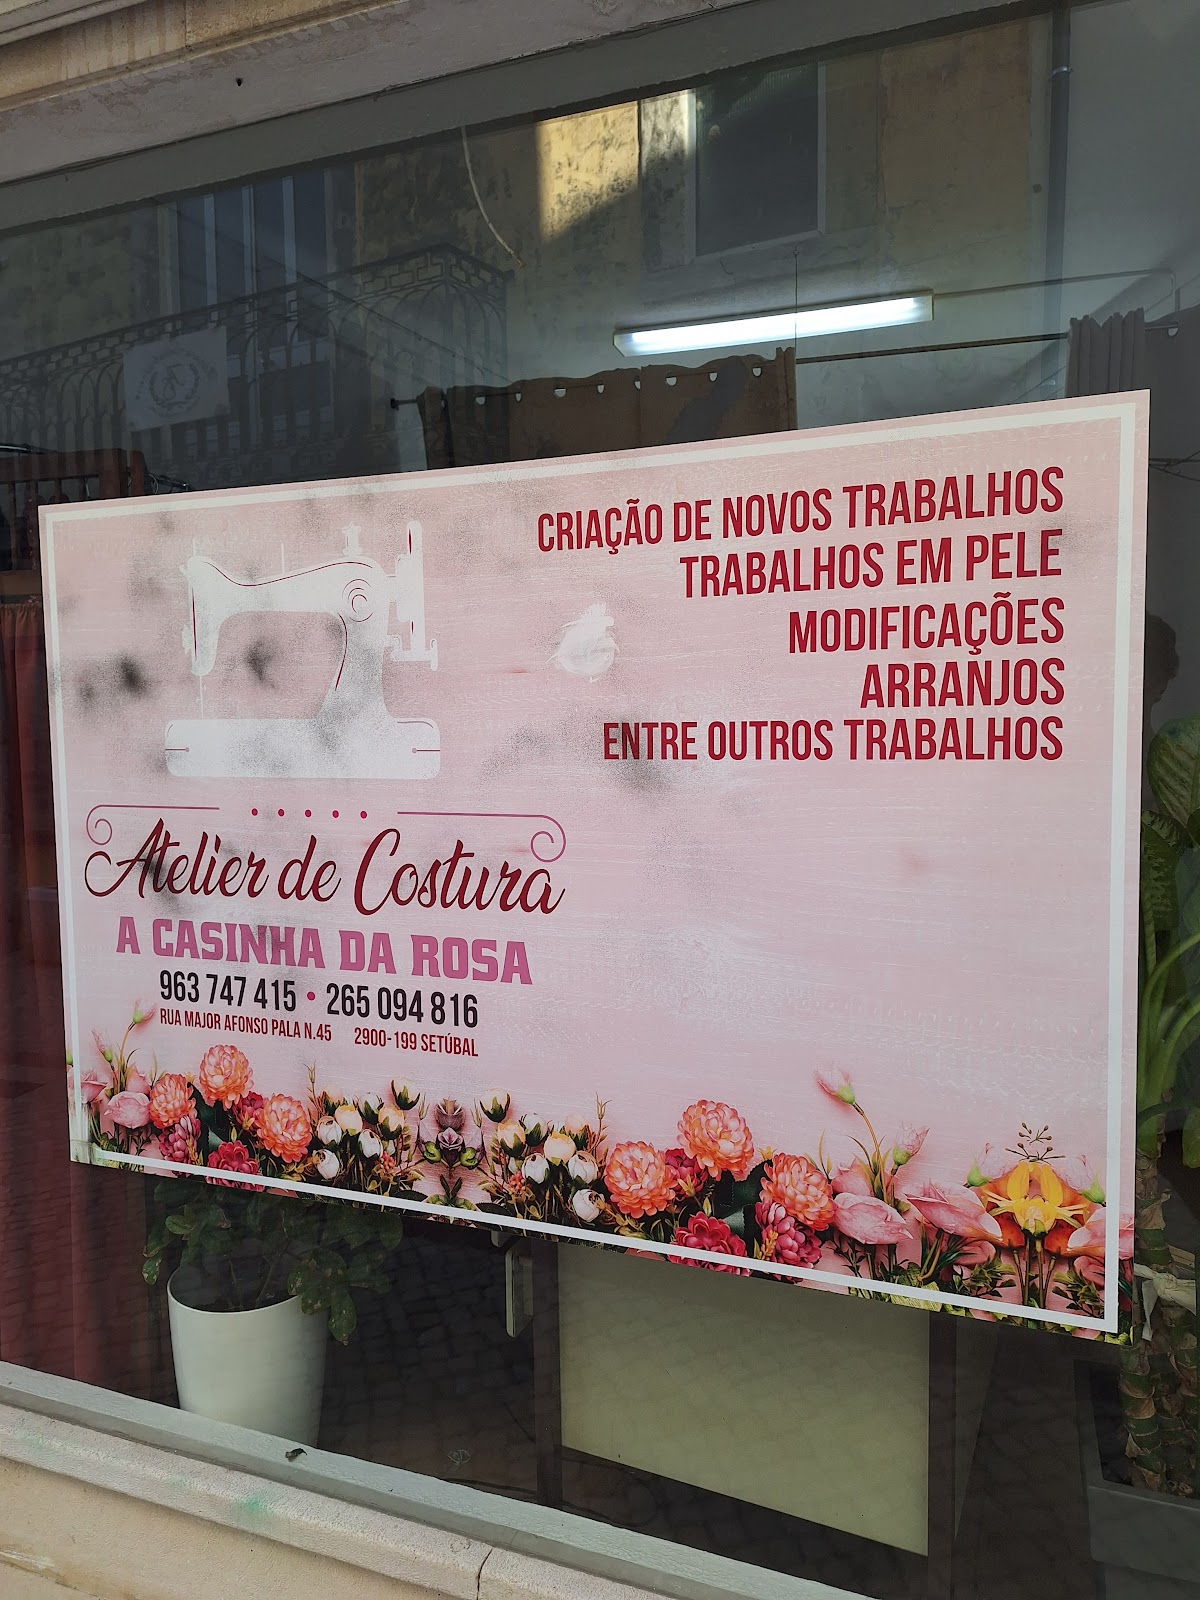 CRIAÇÃO DE NOVOS TRABALHOS
TRABALHOS EM PELE
MODIFICAÇÕES
ARRANJOS
ENTRE OUTROS TRABALHOS
Atelier de Costura
A CASINHA DA ROSA
963 747 415 • 265 094 816
RUA MAJOR AFONSO PALA N.45 2900-199 SETÚBAL